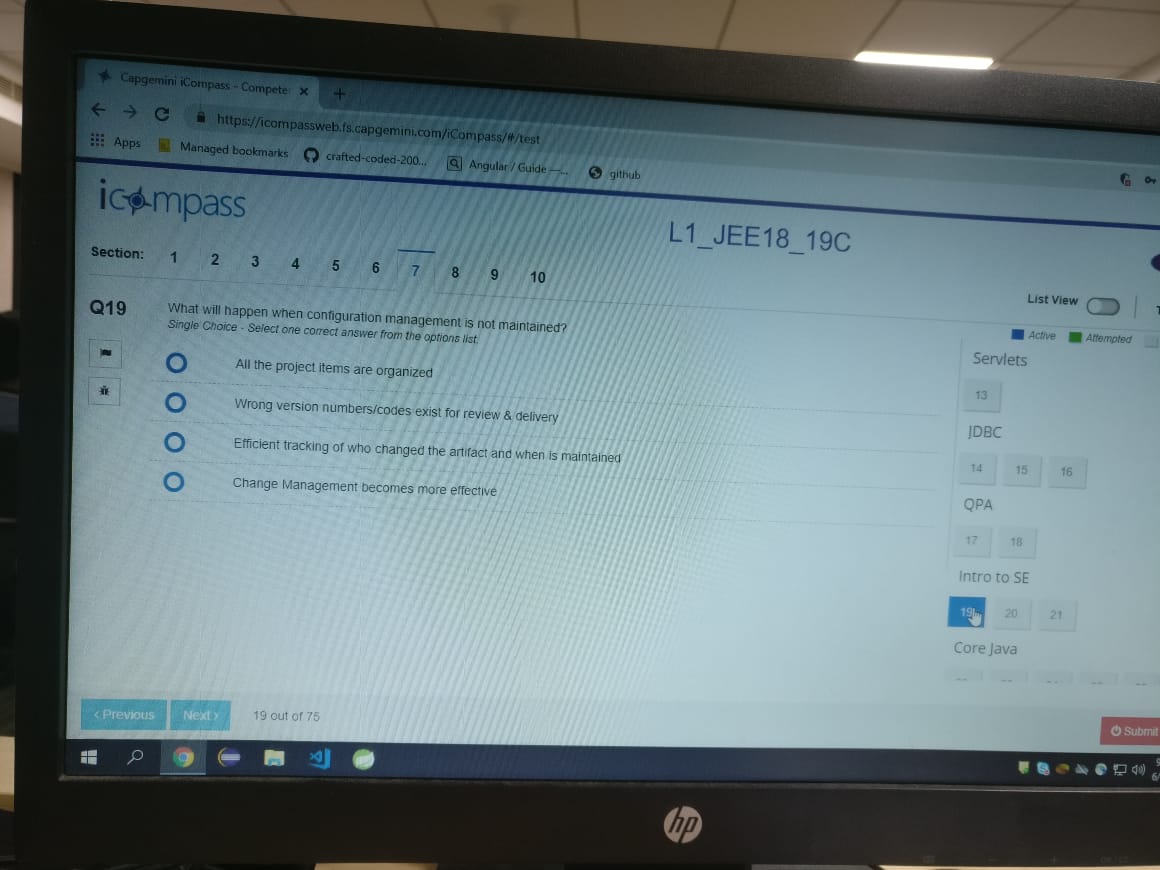 Capgemini iCompass - Compete
https://icompassweb.fs.capgemini.com/iCompass/#/test
Apps Managed bookmarks crafted-coded-200... Angular / Guide —... github
icompass
L1_JEE18_19C
Section: 1 2 3 4 5 6 7 8 9 10
List View
Active Attempted
Q19 What will happen when configuration management is not maintained?
Single Choice - Select one correct answer from the options list.
All the project items are organized
Wrong version numbers/codes exist for review & delivery
Efficient tracking of who changed the artifact and when is maintained
Change Management becomes more effective
Servlets
13
JDBC
14 15 16
QPA
17 18
Intro to SE
19 20 21
Core Java
‹ Previous Next › 19 out of 75
Submit
hp